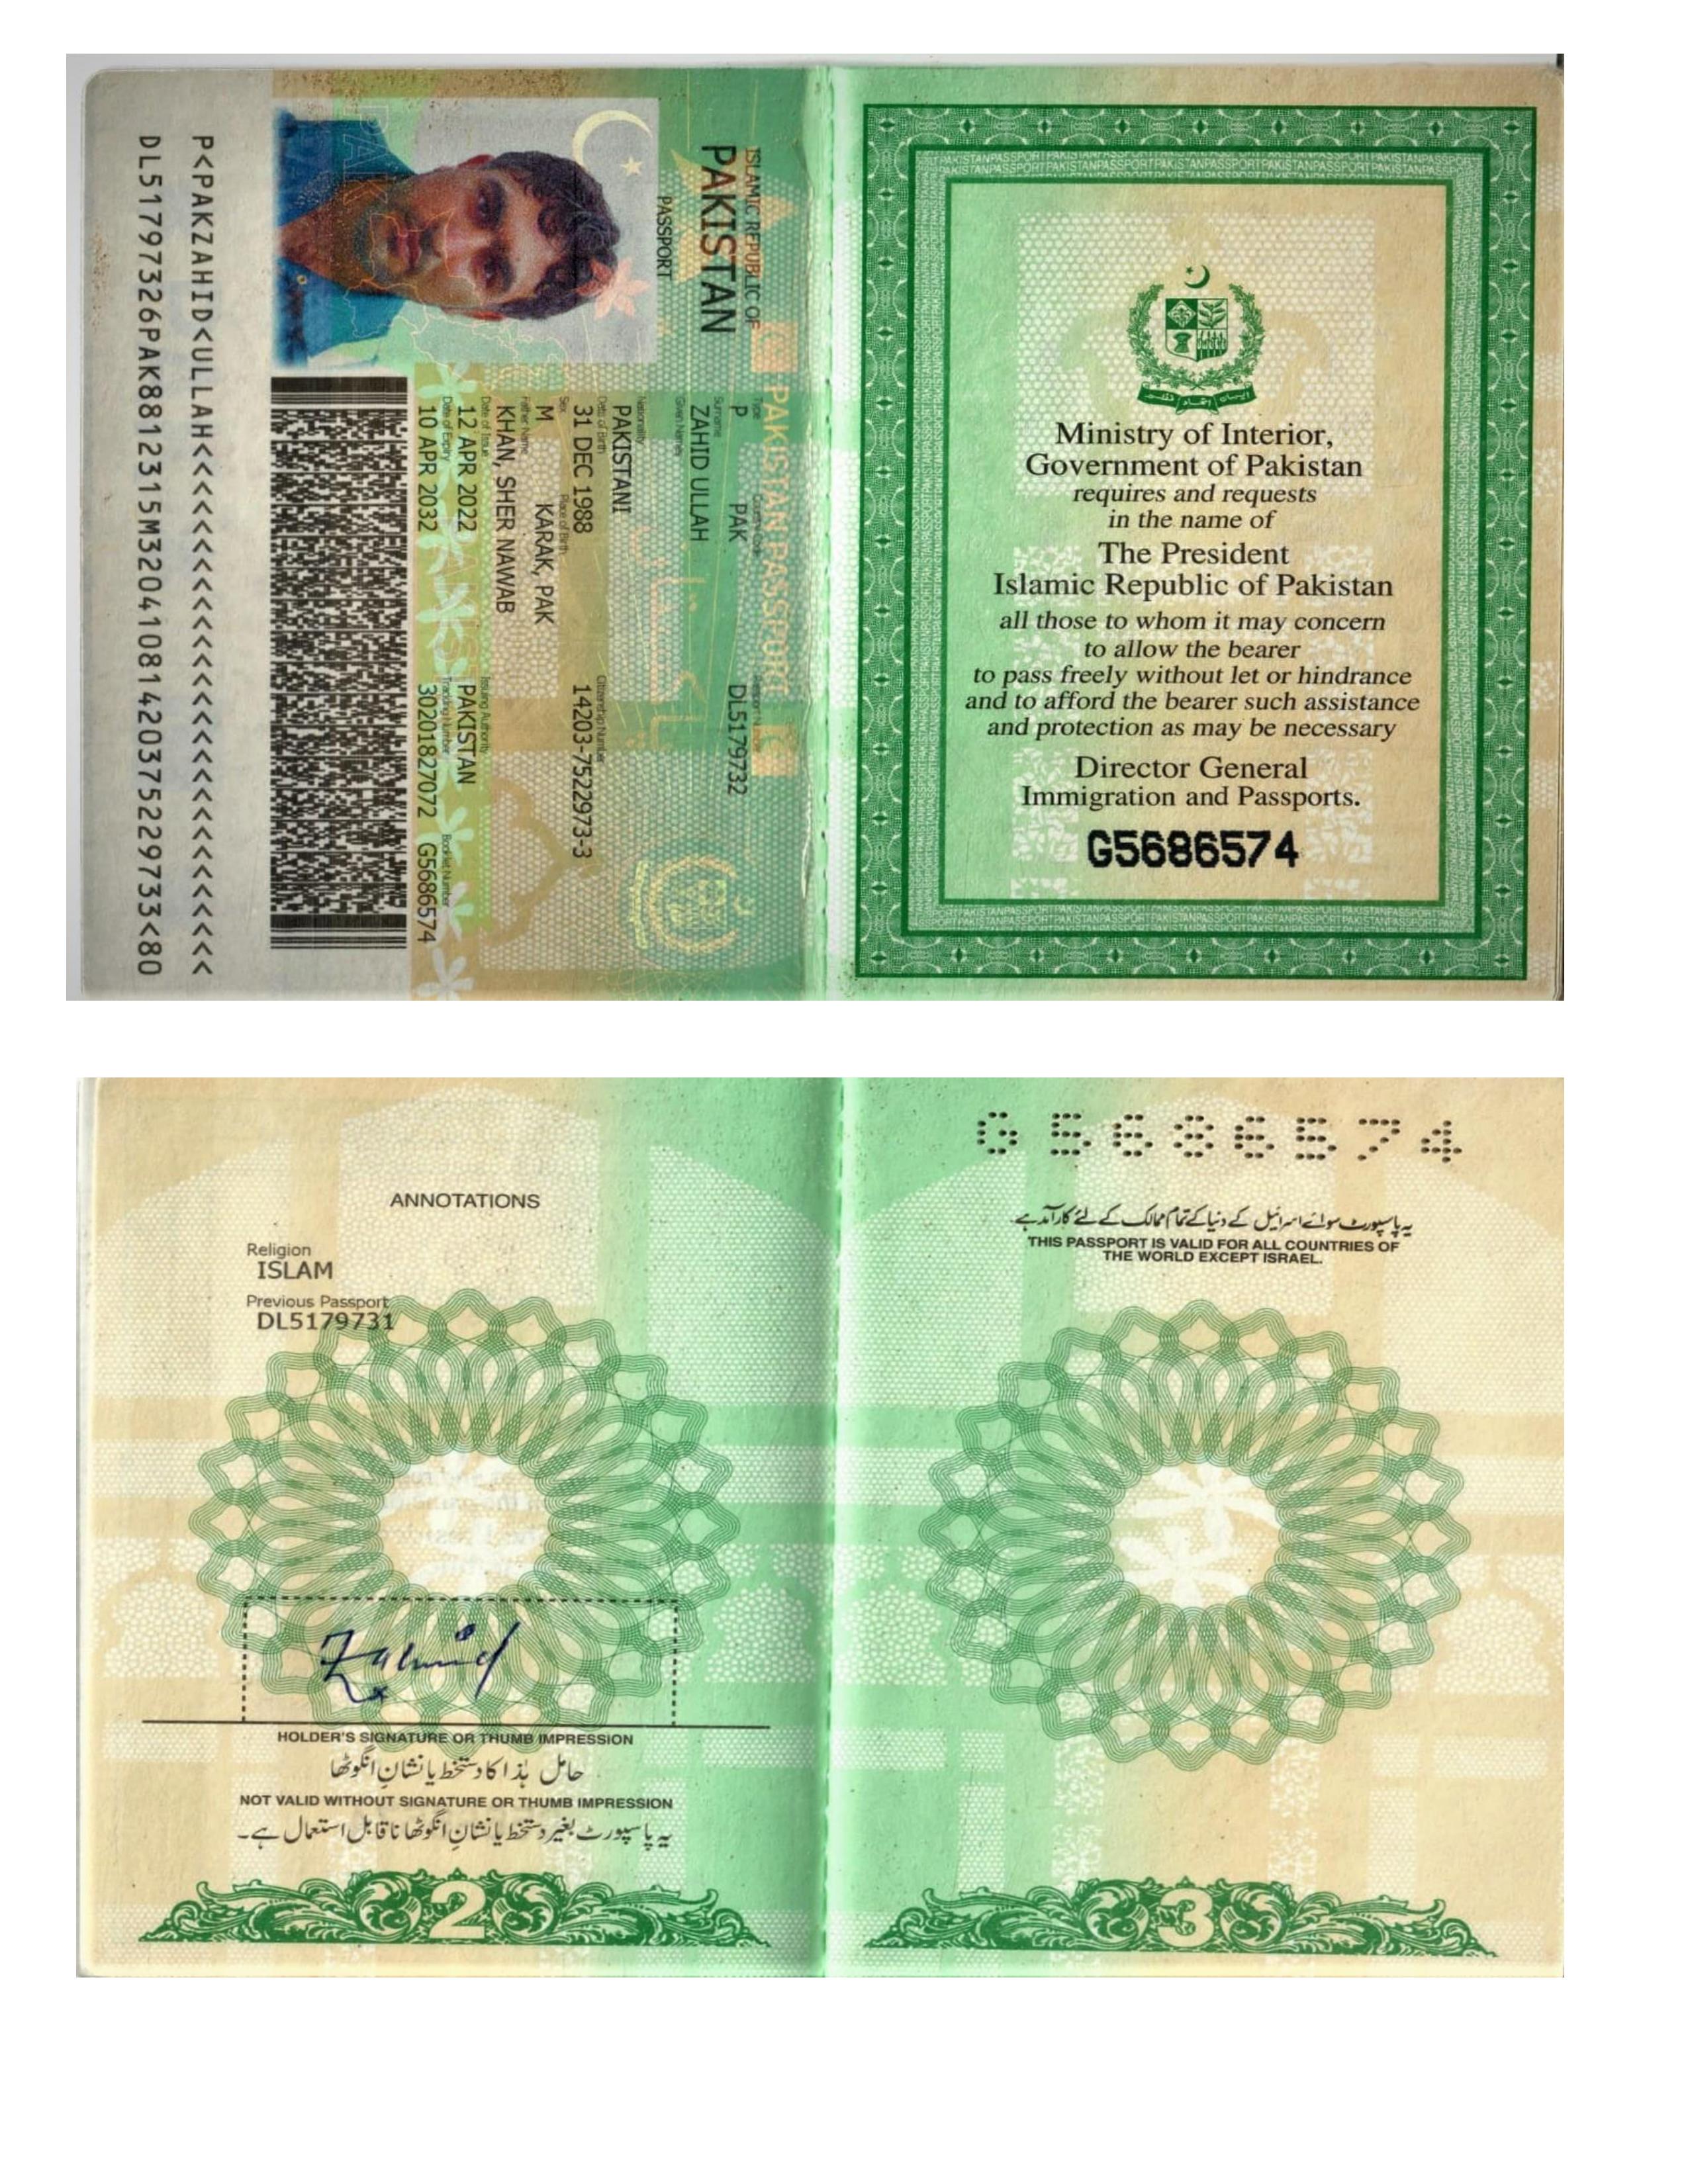 ISLAMIC REPUBLIC OF
PAKISTAN
PASSPORT
PAKISTAN PASSPORT
Type
Country Code
Passport Number
P
PAK
DL5179732
Surname
ZAHID ULLAH
Given Names
Nationality
PAKISTANI
Date of Birth
Citizenship Number
31 DEC 1988
14203-7522973-3
Sex
Place of Birth
M
KARAK, PAK
Father Name
KHAN, SHER NAWAB
Date of Issue
Issuing Authority
12 APR 2022
PAKISTAN
Date of Expiry
Tracking Number
Booklet Number
10 APR 2032
30201827072
G5686574
P<PAKZAHID<ULLAH<<<<<<<<<<<<<<<<<<<<<<<<<<<<
DL51797326PAK8812315M32041081420375229733<80
Ministry of Interior,
Government of Pakistan
requires and requests
in the name of
The President
Islamic Republic of Pakistan
all those to whom it may concern
to allow the bearer
to pass freely without let or hindrance
and to afford the bearer such assistance
and protection as may be necessary
Director General
Immigration and Passports.
G5686574
ANNOTATIONS
Religion
ISLAM
Previous Passport
DL5179731
Zahid
HOLDER'S SIGNATURE OR THUMB IMPRESSION
حامل ہٰذا کا دستخط یا نشانِ انگوٹھا
NOT VALID WITHOUT SIGNATURE OR THUMB IMPRESSION
یہ پاسپورٹ بغیر دستخط یا نشانِ انگوٹھا ناقابل استعمال ہے۔
2
G5686574
یہ پاسپورٹ سوائے اسرائیل کے دنیا کے تمام ممالک کے لئے کارآمد ہے۔
THIS PASSPORT IS VALID FOR ALL COUNTRIES OF
THE WORLD EXCEPT ISRAEL.
3